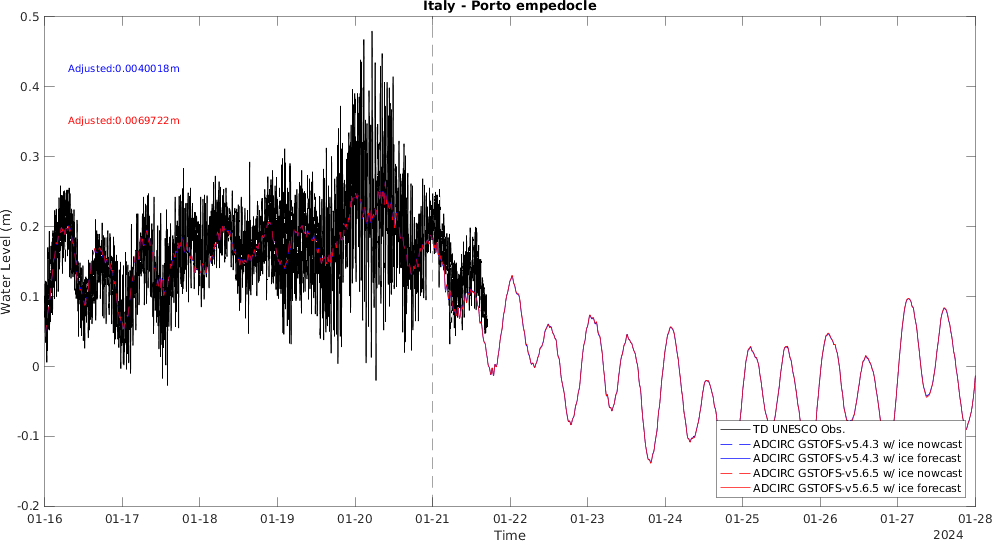 Italy - Porto empedocle
Adjusted:0.0040018m
Adjusted:0.0069722m
Water Level (m)
0.5
0.4
0.3
0.2
0.1
0
-0.1
-0.2
TD UNESCO Obs.
ADCIRC GSTOFS-v5.4.3 w/ ice nowcast
ADCIRC GSTOFS-v5.4.3 w/ ice forecast
ADCIRC GSTOFS-v5.6.5 w/ ice nowcast
ADCIRC GSTOFS-v5.6.5 w/ ice forecast
01-16 01-17 01-18 01-19 01-20 01-21 01-22 01-23 01-24 01-25 01-26 01-27 01-28
Time
2024